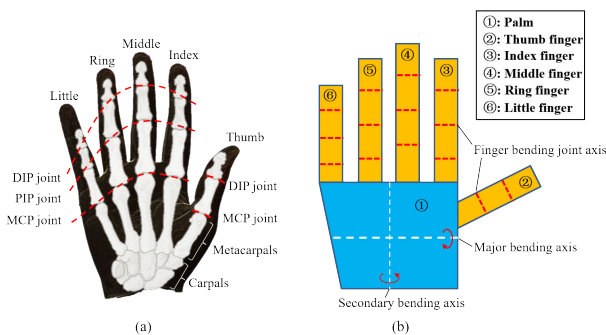 Middle
Ring
Index
Little
Thumb
DIP joint
PIP joint
MCP joint
DIP joint
MCP joint
Metacarpals
Carpals
(a)
①: Palm
②: Thumb finger
③: Index finger
④: Middle finger
⑤: Ring finger
⑥: Little finger
④
⑤
③
⑥
Finger bending joint axis
②
①
Major bending axis
Secondary bending axis
(b)